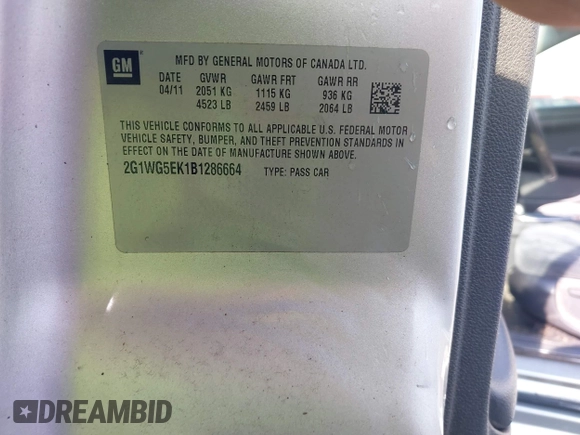 GM
MFD BY GENERAL MOTORS OF CANADA LTD.
DATE GVWR GAWR FRT GAWR RR
04/11 2051 KG 1115 KG 936 KG
4523 LB 2459 LB 2064 LB
THIS VEHICLE CONFORMS TO ALL APPLICABLE U.S. FEDERAL MOTOR
VEHICLE SAFETY, BUMPER, AND THEFT PREVENTION STANDARDS IN
EFFECT ON THE DATE OF MANUFACTURE SHOWN ABOVE.
2G1WG5EK1B1286664 TYPE: PASS CAR
DREAMBID